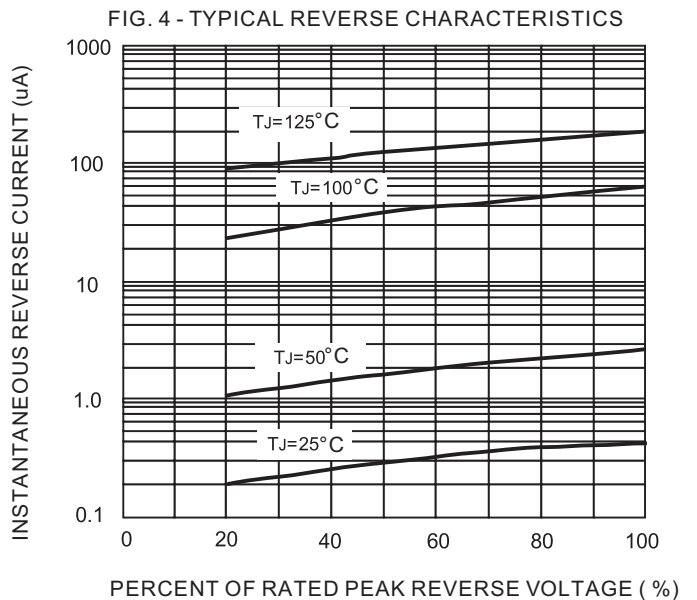 FIG. 4 - TYPICAL REVERSE CHARACTERISTICS
INSTANTANEOUS REVERSE CURRENT (uA)
1000
100
10
1.0
0.1
TJ=125°C
TJ=100°C
TJ=50°C
TJ=25°C
0 20 40 60 80 100
PERCENT OF RATED PEAK REVERSE VOLTAGE ( %)